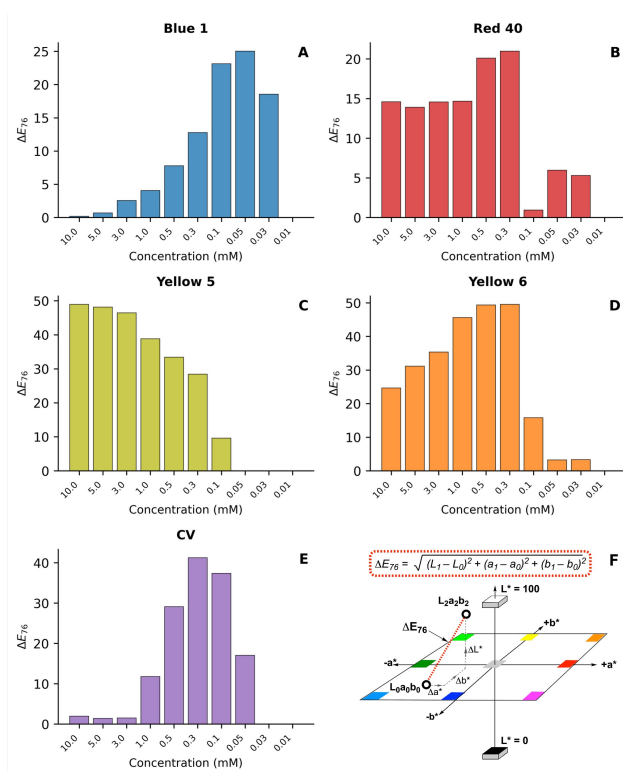 Blue 1
A
ΔE76
25
20
15
10
5
0
10.0 5.0 3.0 1.0 0.5 0.3 0.1 0.05 0.03 0.01
Concentration (mM)
Red 40
B
ΔE76
20
15
10
5
0
10.0 5.0 3.0 1.0 0.5 0.3 0.1 0.05 0.03 0.01
Concentration (mM)
Yellow 5
C
ΔE76
50
40
30
20
10
0
10.0 5.0 3.0 1.0 0.5 0.3 0.1 0.05 0.03 0.01
Concentration (mM)
Yellow 6
D
ΔE76
50
40
30
20
10
0
10.0 5.0 3.0 1.0 0.5 0.3 0.1 0.05 0.03 0.01
Concentration (mM)
CV
E
ΔE76
40
30
20
10
0
10.0 5.0 3.0 1.0 0.5 0.3 0.1 0.05 0.03 0.01
Concentration (mM)
F
ΔE76 = √(L1 – L0)² + (a1 – a0)² + (b1 – b0)²
L* = 100
L2a2b2
+b*
ΔE76
ΔL*
-a*
+a*
Δb*
L0a0b0
Δa*
-b*
L* = 0